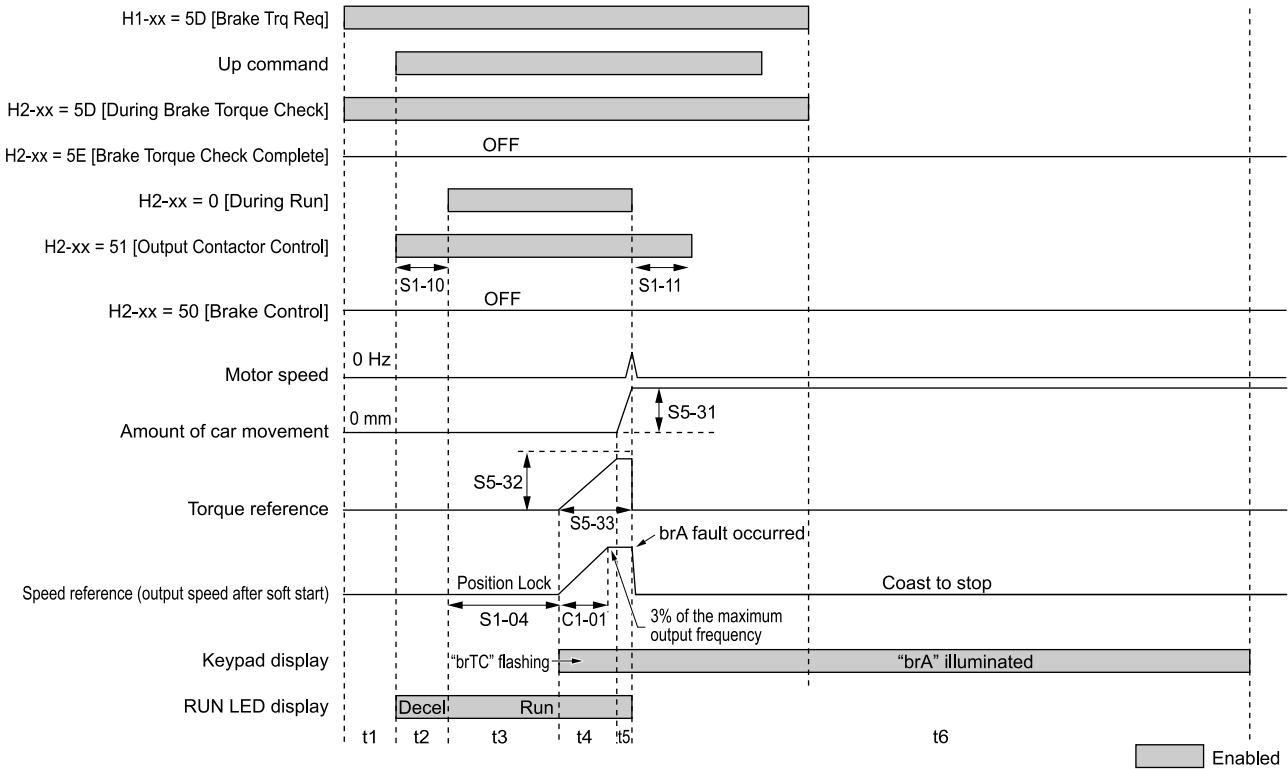 H1-xx = 5D [Brake Trq Req]
Up command
H2-xx = 5D [During Brake Torque Check]
H2-xx = 5E [Brake Torque Check Complete]
OFF
H2-xx = 0 [During Run]
H2-xx = 51 [Output Contactor Control]
S1-10
S1-11
H2-xx = 50 [Brake Control]
OFF
Motor speed
0 Hz
Amount of car movement
0 mm
S5-31
Torque reference
S5-32
S5-33
brA fault occurred
Speed reference (output speed after soft start)
Position Lock
Coast to stop
S1-04
C1-01
3% of the maximum
output frequency
Keypad display
“brTC” flashing
“brA” illuminated
RUN LED display
Decel
Run
t1
t2
t3
t4
t5
t6
Enabled